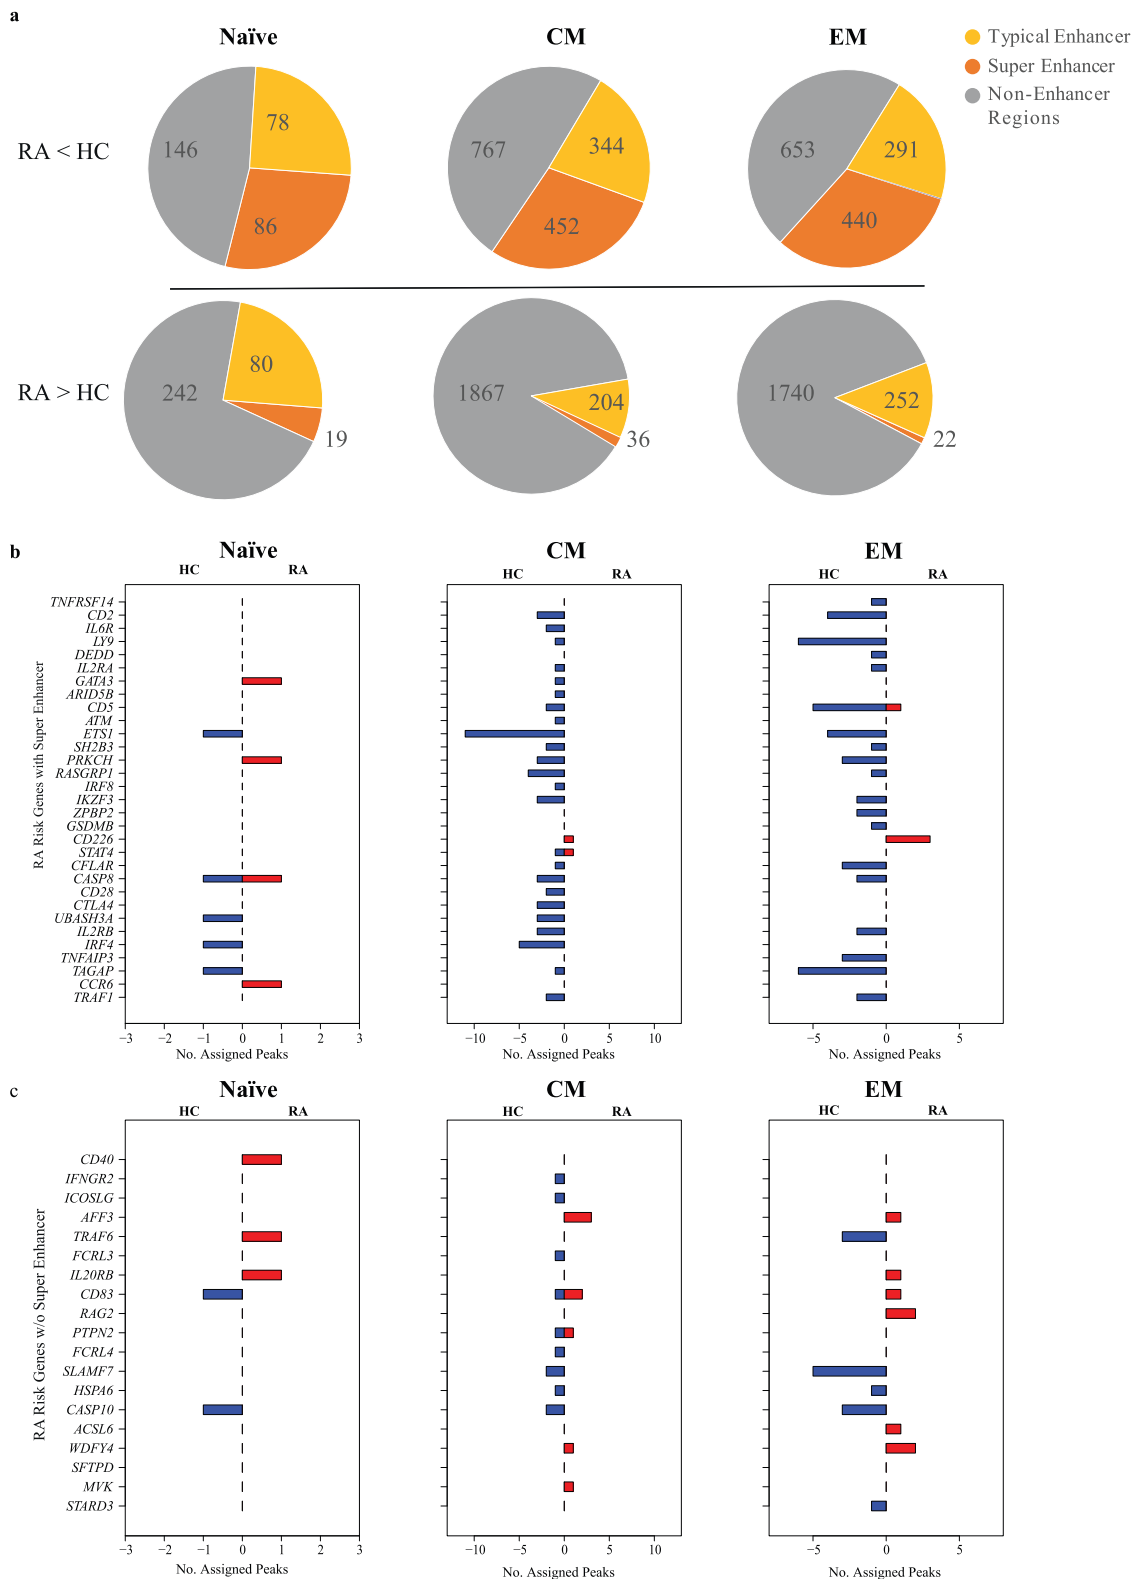 a
Naïve CM EM
Typical Enhancer
Super Enhancer
Non-Enhancer
Regions
RA < HC
146 78 86
767 344 452
653 291 440
RA > HC
242 80 19
1867 204 36
1740 252 22
b
Naïve CM EM
HC RA HC RA HC RA
RA Risk Genes with Super Enhancer
TNFRSF14
CD2
IL6R
LY9
DEDD
IL2RA
GATA3
ARID5B
CD5
ATM
ETS1
SH2B3
PRKCH
RASGRP1
IRF8
IKZF3
ZPBP2
GSDMB
CD226
STAT4
CFLAR
CASP8
CD28
CTLA4
UBASH3A
IL2RB
IRF4
TNFAIP3
TAGAP
CCR6
TRAF1
−3 −2 −1 0 1 2 3 −10 −5 0 5 10 −5 0 5
No. Assigned Peaks No. Assigned Peaks No. Assigned Peaks
c
Naïve CM EM
HC RA HC RA HC RA
RA Risk Genes w/o Super Enhancer
CD40
IFNGR2
ICOSLG
AFF3
TRAF6
FCRL3
IL20RB
CD83
RAG2
PTPN2
FCRL4
SLAMF7
HSPA6
CASP10
ACSL6
WDFY4
SFTPD
MVK
STARD3
−3 −2 −1 0 1 2 3 −10 −5 0 5 10 −5 0 5
No. Assigned Peaks No. Assigned Peaks No. Assigned Peaks